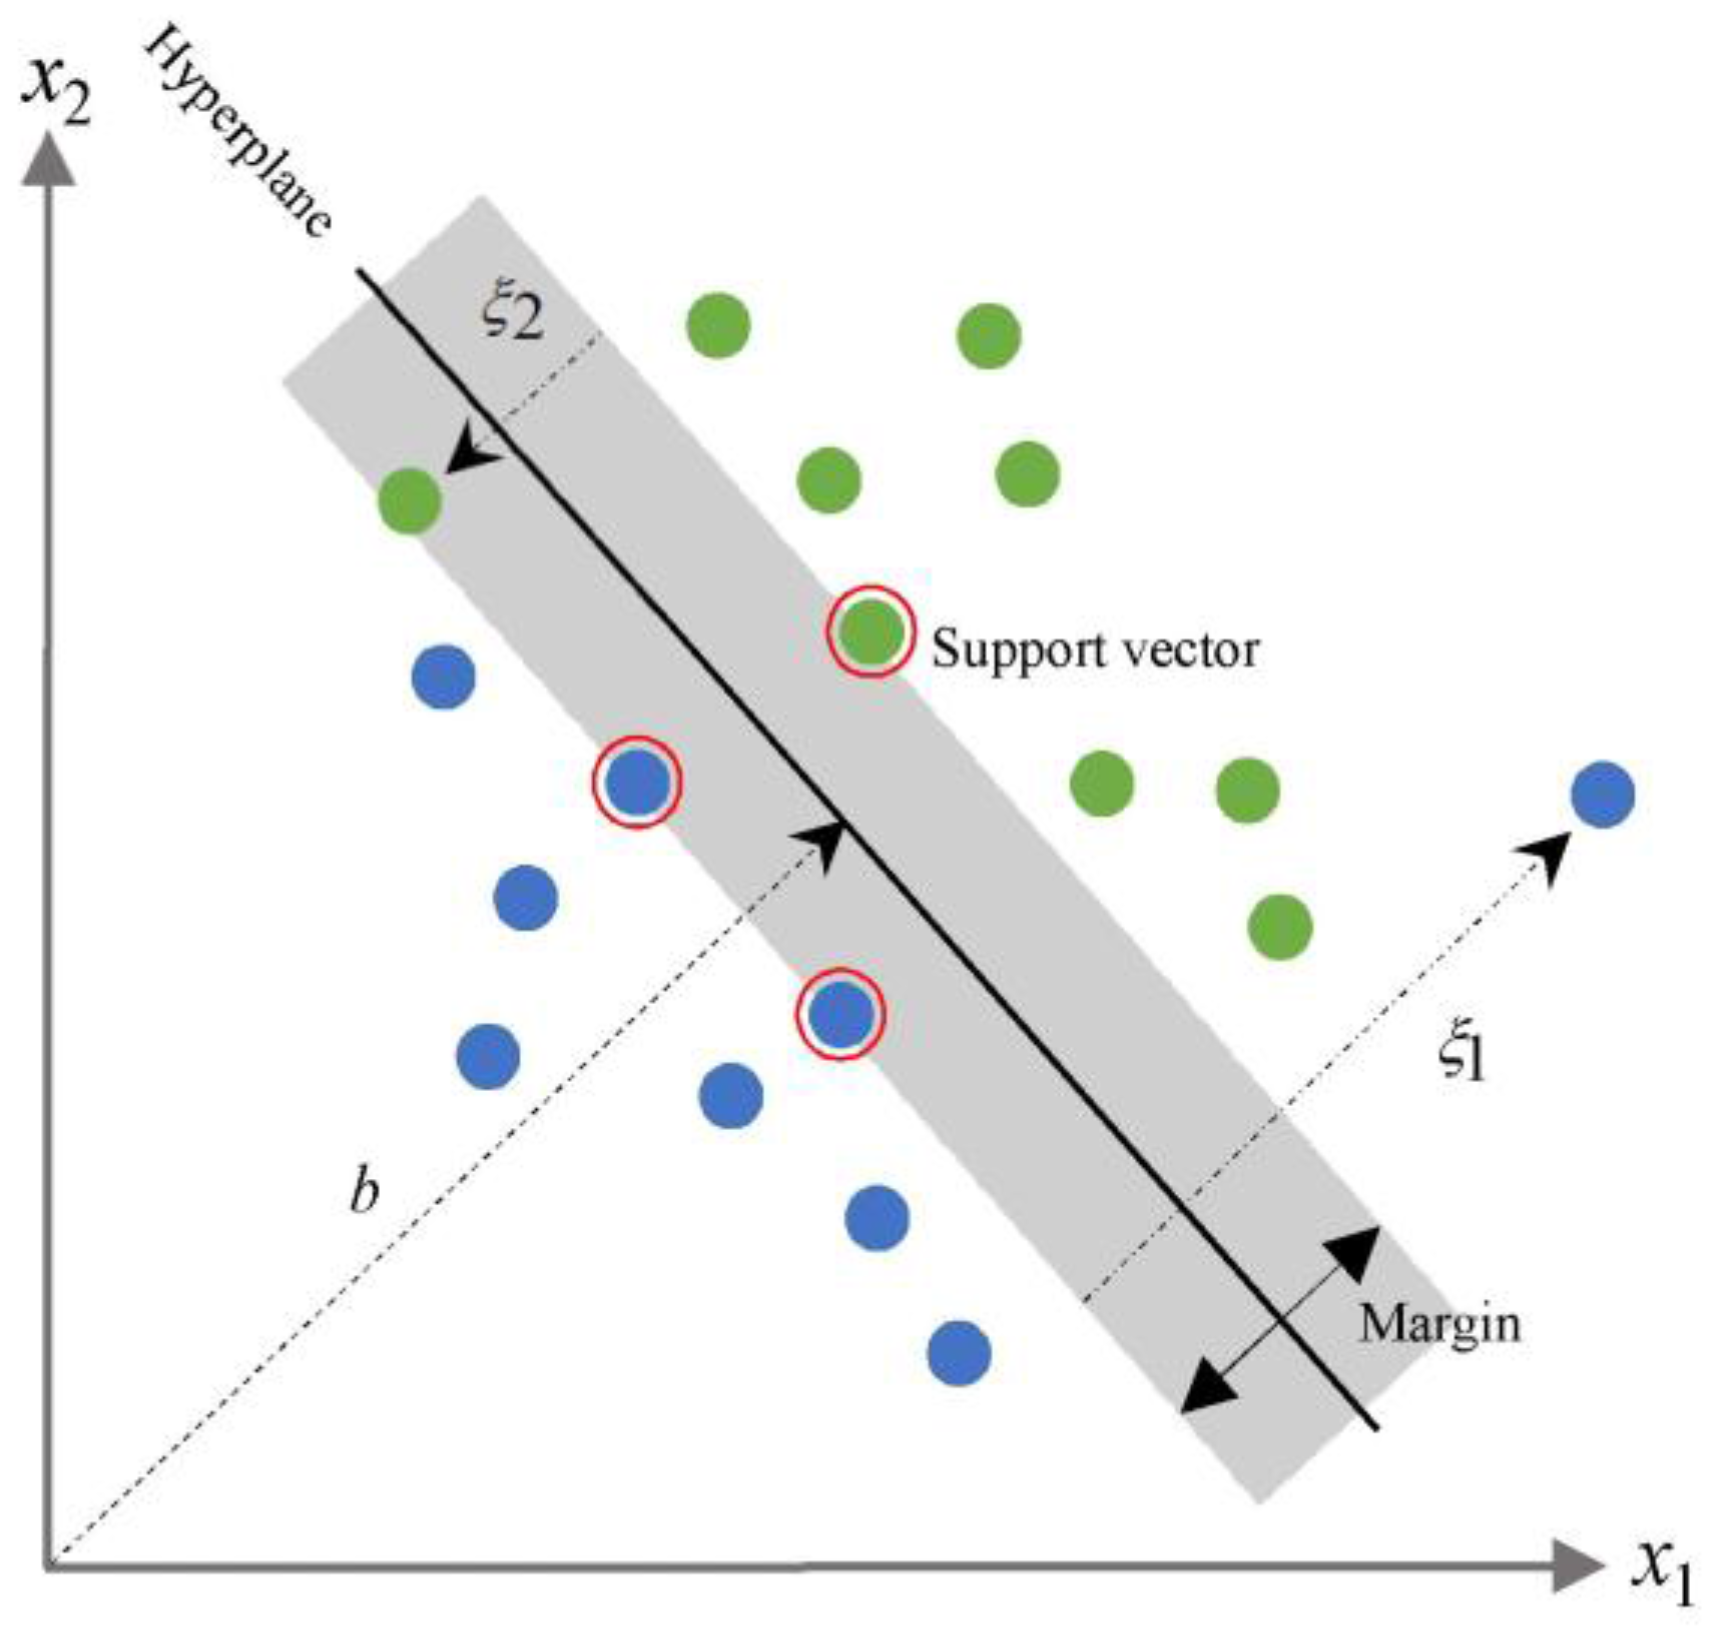 x2
Hyperplane
ξ2
Support vector
ξ1
b
Margin
x1